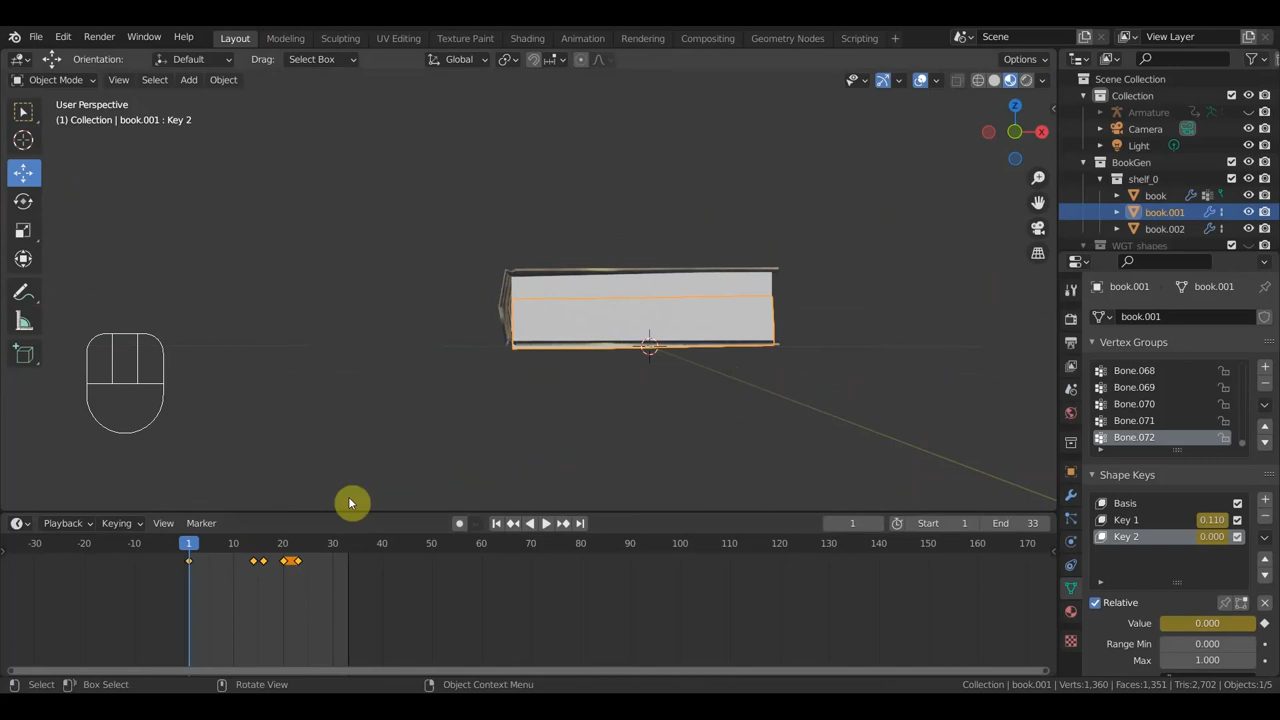 File Edit Render Window Help Layout Modeling Sculpting UV Editing Texture Paint Shading Animation Rendering Compositing Geometry Nodes Scripting + Scene View Layer
Orientation: Default Drag: Select Box Global Options
Object Mode View Select Add Object
User Perspective
(1) Collection | book.001 : Key 2
Z
X
Scene Collection
Collection
Armature
Camera
Light
BookGen
shelf_0
book
book.001
book.002
WGT_shapes
book.001 book.001
book.001
Vertex Groups
Bone.068
Bone.069
Bone.070
Bone.071
Bone.072
Shape Keys
Basis
Key 1 0.110
Key 2 0.000
Relative
Value 0.000
Range Min 0.000
Max 1.000
Playback Keying View Marker 1 Start 1 End 33
-30 -20 -10 1 10 20 30 40 50 60 70 80 90 100 110 120 130 140 150 160 170
Select Box Select Rotate View Object Context Menu Collection | book.001 | Verts:1,360 | Faces:1,351 | Tris:2,702 | Objects:1/5